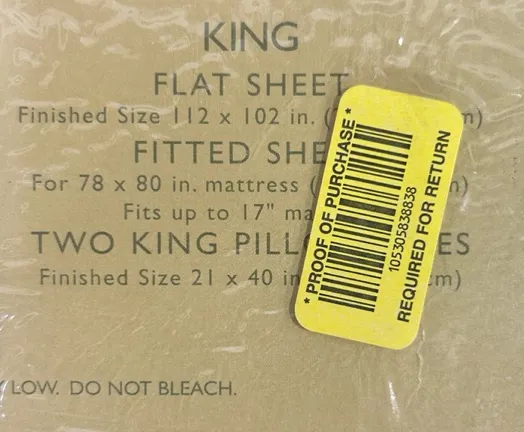 KING
FLAT SHEET
Finished Size 112 x 102 in. ( m)
FITTED SHE
For 78 x 80 in. mattress ( m)
Fits up to 17" ma
TWO KING PILL ES
Finished Size 21 x 40 in cm)
LOW. DO NOT BLEACH.
* PROOF OF PURCHASE *
105305838838
REQUIRED FOR RETURN